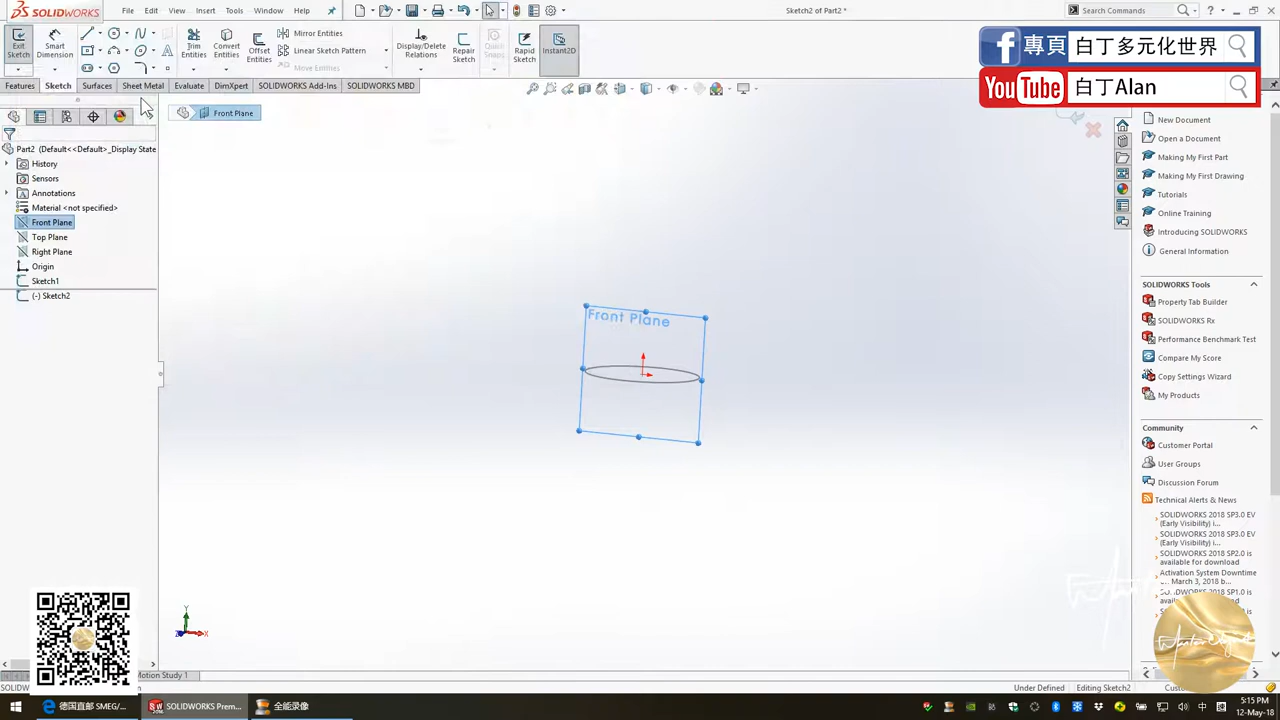 SOLIDWORKS
File Edit View Insert Tools Window Help
Sketch2 of Part2 *
Search Commands
Exit Sketch
Smart Dimension
Trim Entities
Convert Entities
Offset Entities
Mirror Entities
Linear Sketch Pattern
Move Entities
Display/Delete Relations
Repair Sketch
Quick Snaps
Rapid Sketch
Instant2D
專頁 白丁多元化世界
YouTube 白丁Alan
Features Sketch Surfaces Sheet Metal Evaluate DimXpert SOLIDWORKS Add-Ins SOLIDWORKS MBD
Front Plane
Part2 (Default<<Default>_Display State
History
Sensors
Annotations
Material <not specified>
Front Plane
Top Plane
Right Plane
Origin
Sketch1
(-) Sketch2
Front Plane
Y
Z X
New Document
Open a Document
Making My First Part
Making My First Drawing
Tutorials
Online Training
Introducing SOLIDWORKS
General Information
SOLIDWORKS Tools
Property Tab Builder
SOLIDWORKS Rx
Performance Benchmark Test
Compare My Score
Copy Settings Wizard
My Products
Community
Customer Portal
User Groups
Discussion Forum
Technical Alerts & News
SOLIDWORKS 2018 SP3.0 EV
(Early Visibility) i...
SOLIDWORKS 2018 SP3.0 EV
(Early Visibility) i...
SOLIDWORKS 2018 SP2.0 is
available for download
Activation System Downtime
... March 3, 2018 b...
Motion Study 1
Under Defined Editing Sketch2
德国直邮 SMEG/...
SOLIDWORKS Prem...
全能录像
中
5:15 PM
12-May-18